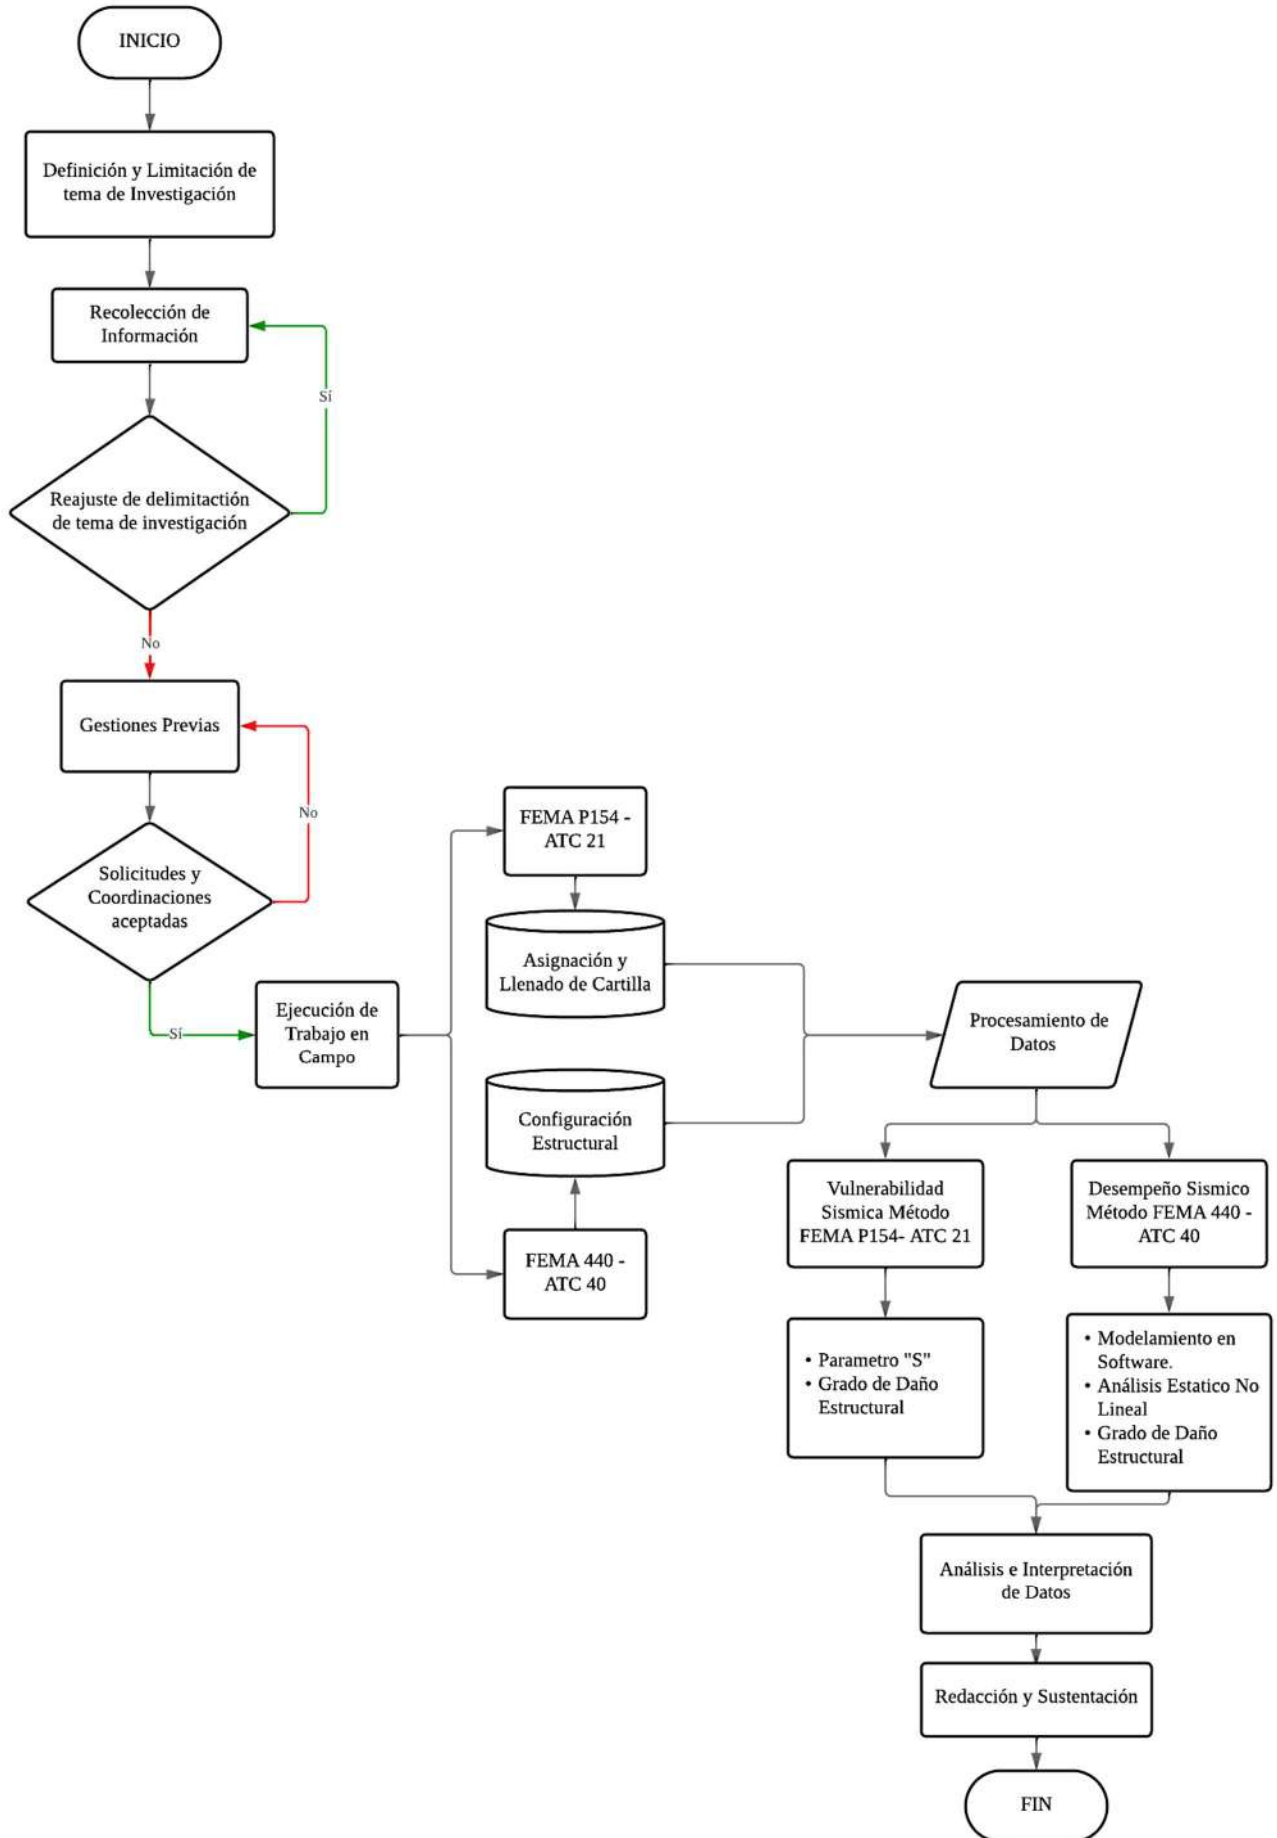 INICIO
Definición y Limitación de
tema de Investigación
Recolección de
Información
Sí
Reajuste de delimitactión
de tema de investigación
No
Gestiones Previas
No
Solicitudes y
Coordinaciones
aceptadas
Sí
Ejecución de
Trabajo en
Campo
FEMA P154 -
ATC 21
Asignación y
Llenado de Cartilla
Configuración
Estructural
FEMA 440 -
ATC 40
Procesamiento de
Datos
Vulnerabilidad
Sismica Método
FEMA P154- ATC 21
Desempeño Sismico
Método FEMA 440 -
ATC 40
• Parametro "S"
• Grado de Daño
Estructural
• Modelamiento en
Software.
• Análisis Estatico No
Lineal
• Grado de Daño
Estructural
Análisis e Interpretación
de Datos
Redacción y Sustentación
FIN